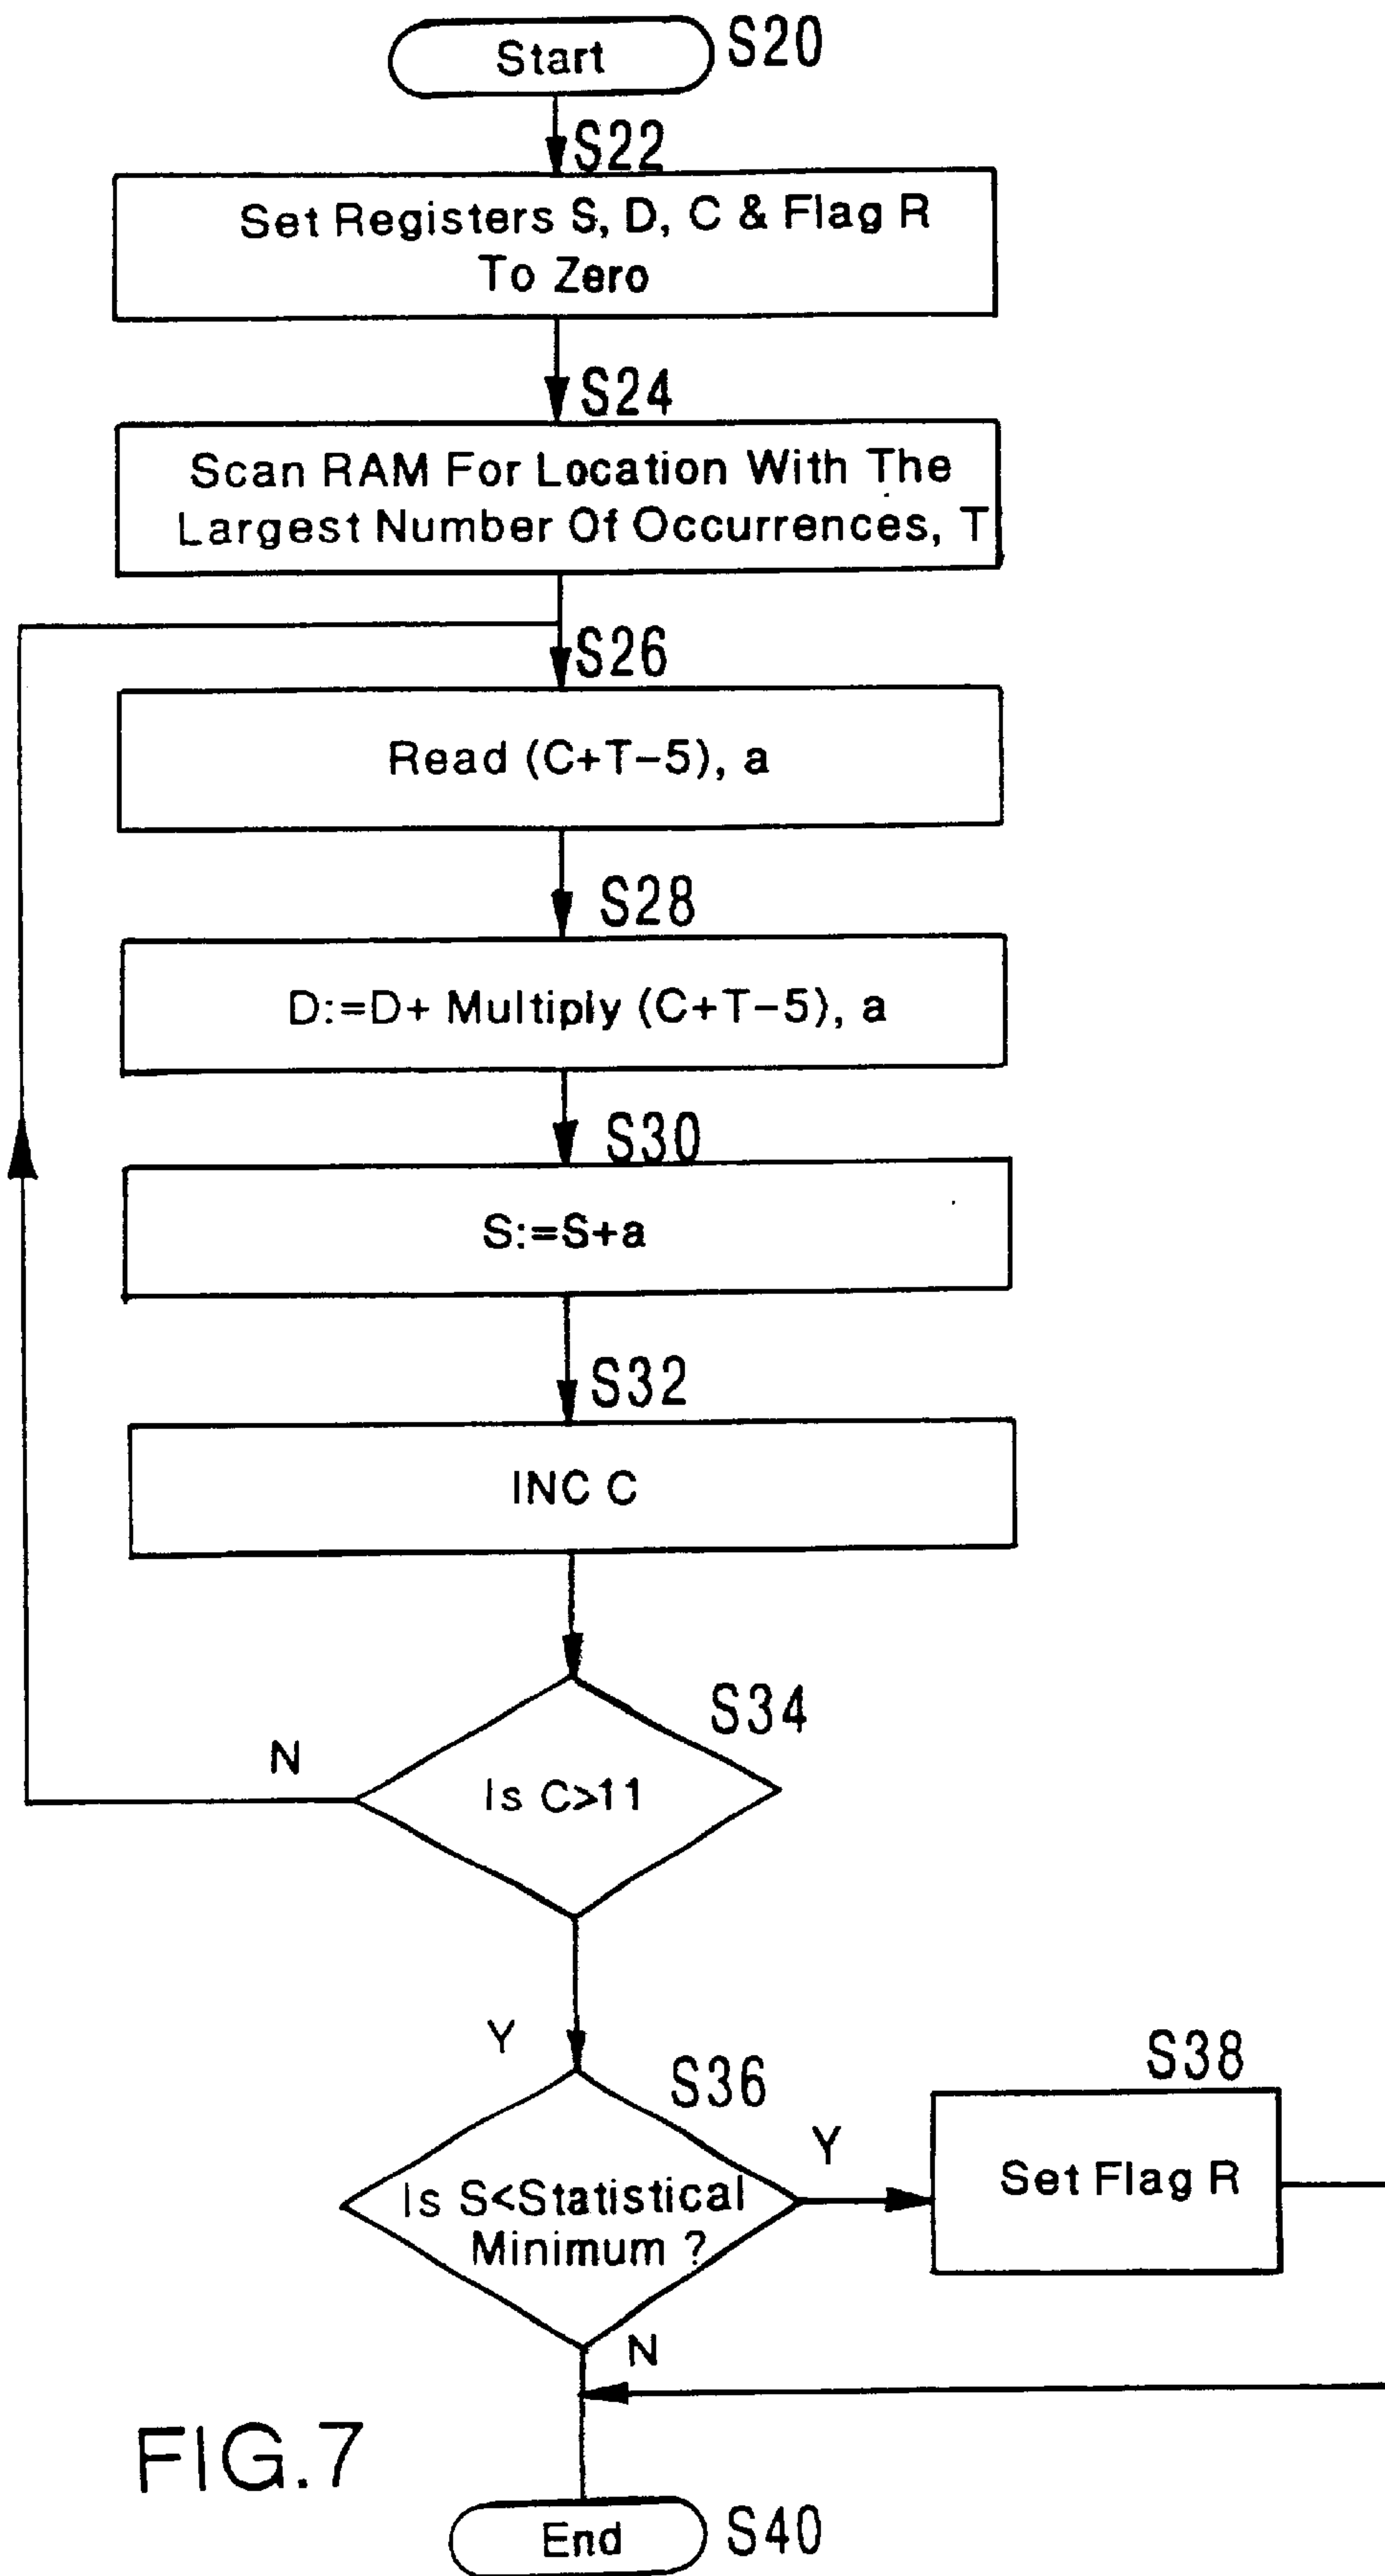 Start
S20
S22
Set Registers S, D, C & Flag R
To Zero
S24
Scan RAM For Location With The
Largest Number Of Occurrences, T
S26
Read (C+T-5), a
S28
D:=D+ Multiply (C+T-5), a
S30
S:=S+a
S32
INC C
S34
N
Is C>11
Y
S36
S38
Y
Is S<Statistical
Minimum ?
Set Flag R
N
FIG.7
End
S40